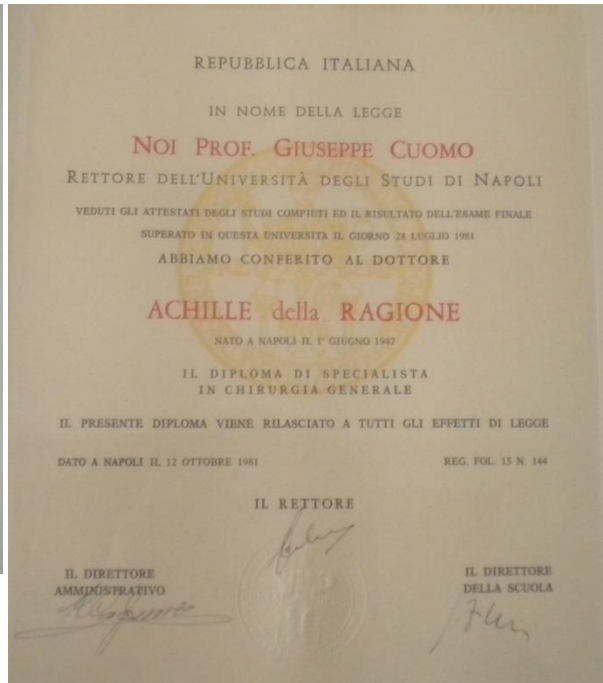 REPUBBLICA ITALIANA
IN NOME DELLA LEGGE
NOI PROF. GIUSEPPE CUOMO
RETTORE DELL'UNIVERSITÀ DEGLI STUDI DI NAPOLI
VEDUTI GLI ATTESTATI DEGLI STUDI COMPIUTI ED IL RISULTATO DELL'ESAME FINALE
SUPERATO IN QUESTA UNIVERSITÀ IL GIORNO 28 LUGLIO 1981
ABBIAMO CONFERITO AL DOTTORE
ACHILLE della RAGIONE
NATO A NAPOLI IL 1° GIUGNO 1947
IL DIPLOMA DI SPECIALISTA
IN CHIRURGIA GENERALE
IL PRESENTE DIPLOMA VIENE RILASCIATO A TUTTI GLI EFFETTI DI LEGGE
DATO A NAPOLI IL 12 OTTOBRE 1981
REG. FOL. 15 N. 144
IL RETTORE
IL DIRETTORE
AMMINISTRATIVO
IL DIRETTORE
DELLA SCUOLA